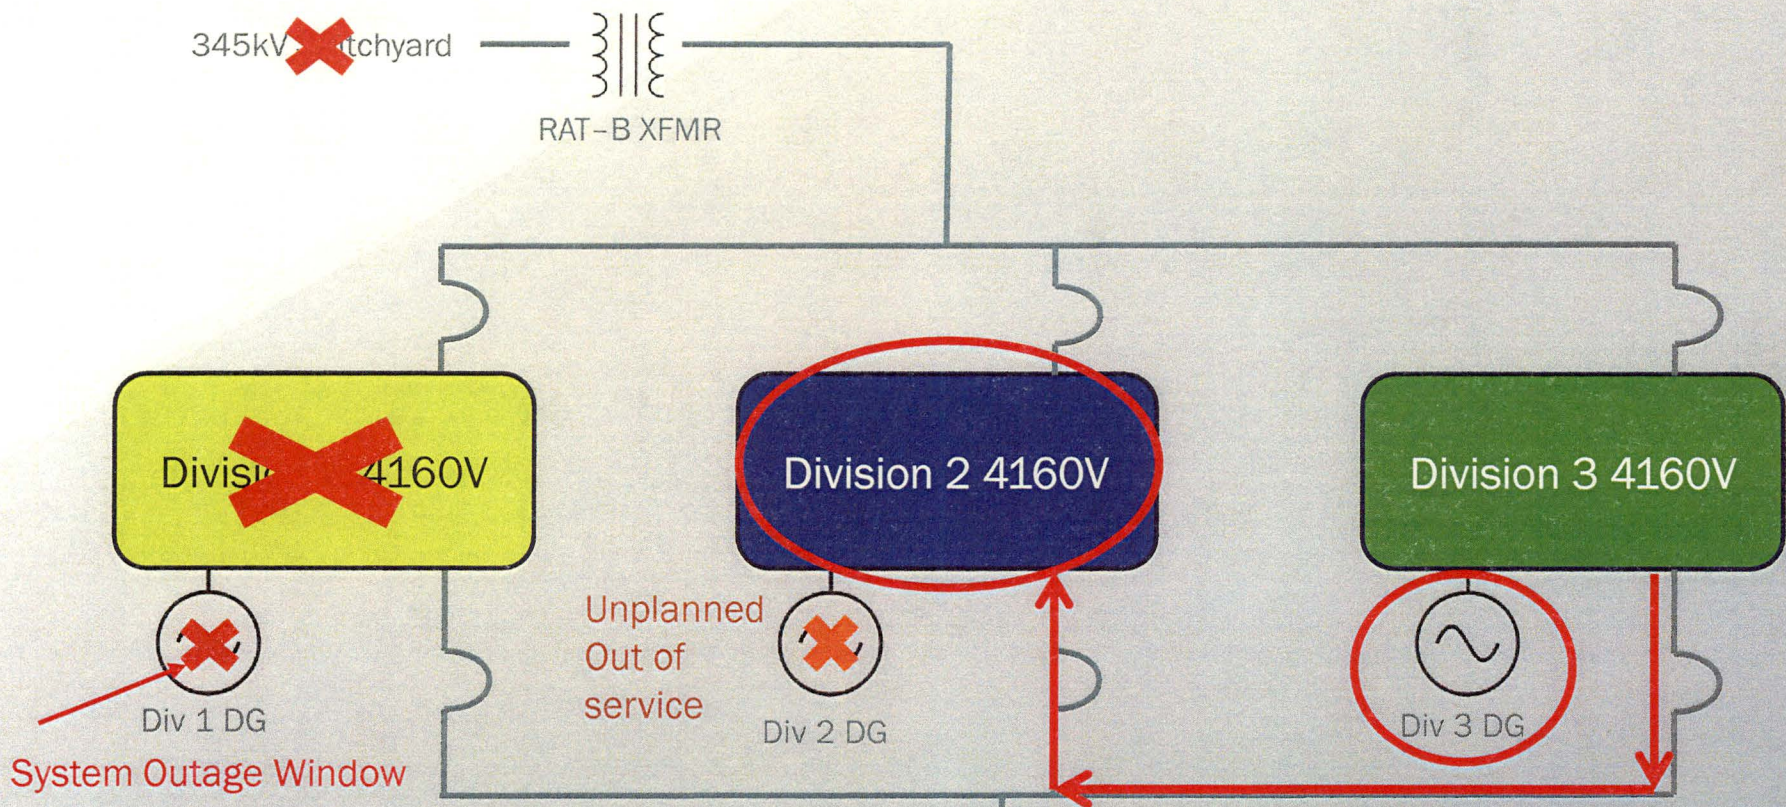 345kV tchyard
RAT-B XFMR
Divisi 4160V
Division 2 4160V
Division 3 4160V
Unplanned
Out of
service
Div 1 DG
Div 2 DG
Div 3 DG
System Outage Window